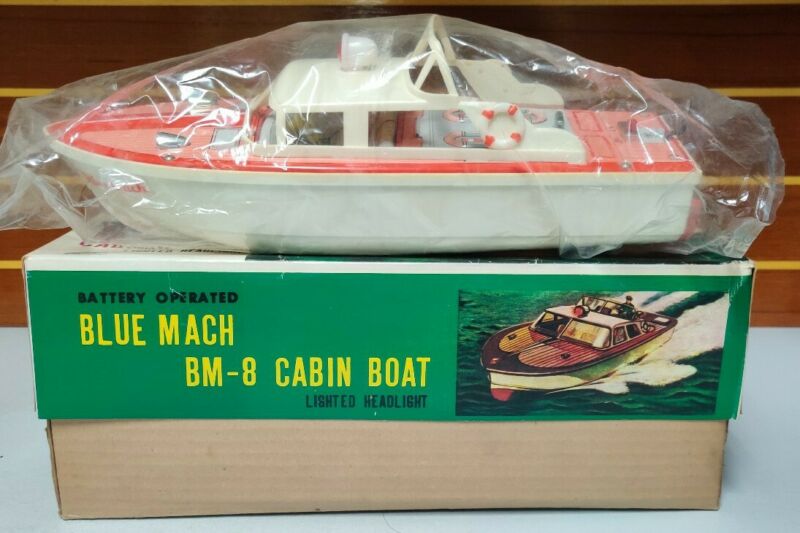 BATTERY OPERATED
BLUE MACH
BM-8 CABIN BOAT
LIGHTED HEADLIGHT